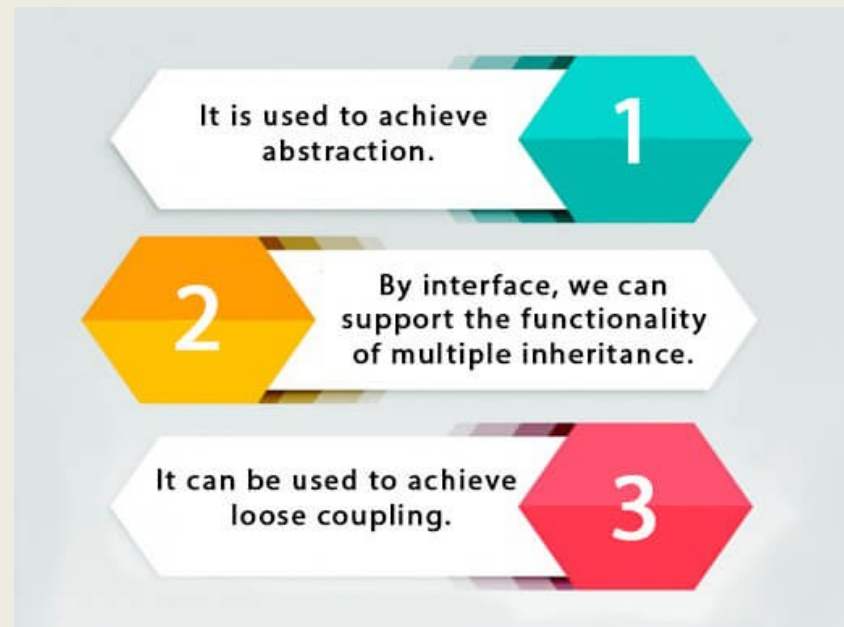 It is used to achieve
abstraction.
1
2
By interface, we can
support the functionality
of multiple inheritance.
It can be used to achieve
loose coupling.
3